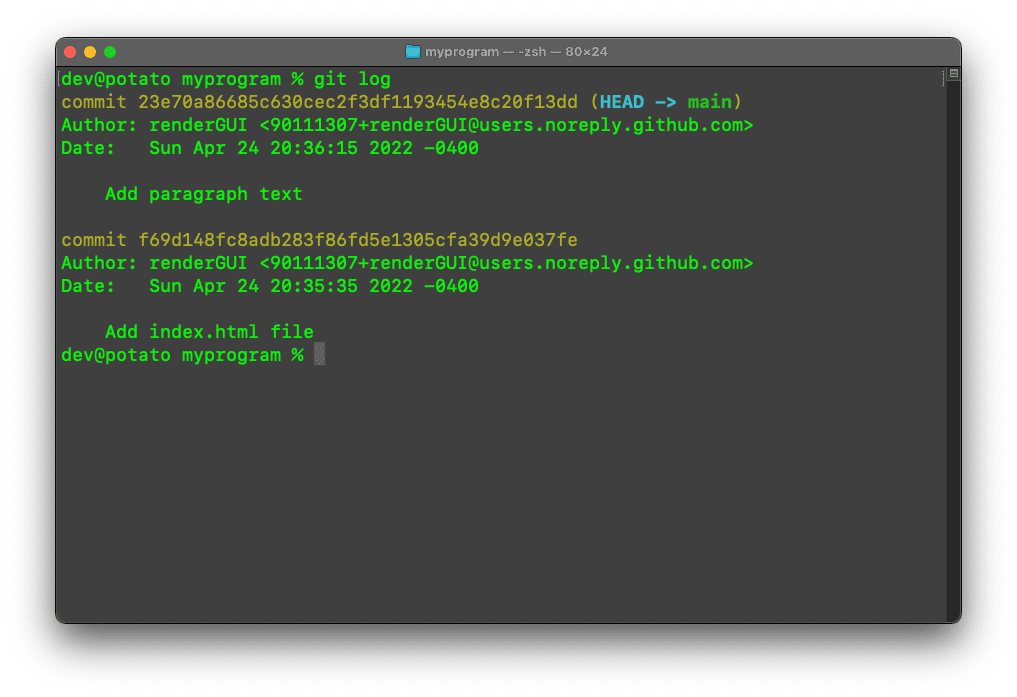 myprogram — -zsh — 80×24
[dev@potato myprogram % git log ]
commit 23e70a86685c630cec2f3df1193454e8c20f13dd (HEAD -> main)
Author: renderGUI <90111307+renderGUI@users.noreply.github.com>
Date:   Sun Apr 24 20:36:15 2022 -0400
    Add paragraph text
commit f69d148fc8adb283f86fd5e1305cfa39d9e037fe
Author: renderGUI <90111307+renderGUI@users.noreply.github.com>
Date:   Sun Apr 24 20:35:35 2022 -0400
    Add index.html file
dev@potato myprogram %